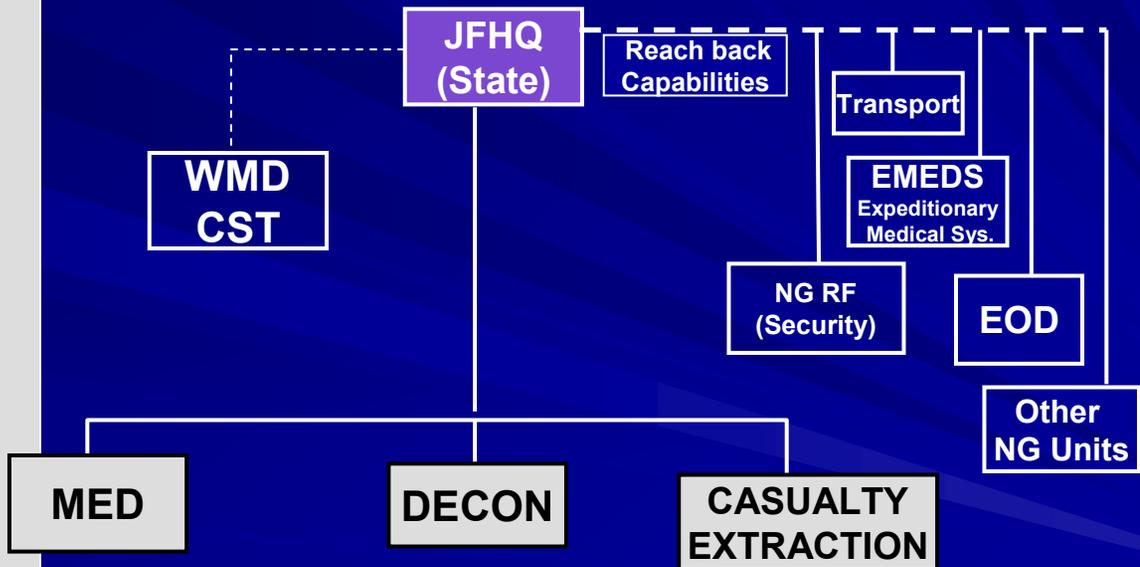 JFHQ
(State)
Reach back
Capabilities
Transport
WMD
CST
EMEDS
Expeditionary
Medical Sys.
NG RF
(Security)
EOD
Other
NG Units
MED
DECON
CASUALTY
EXTRACTION